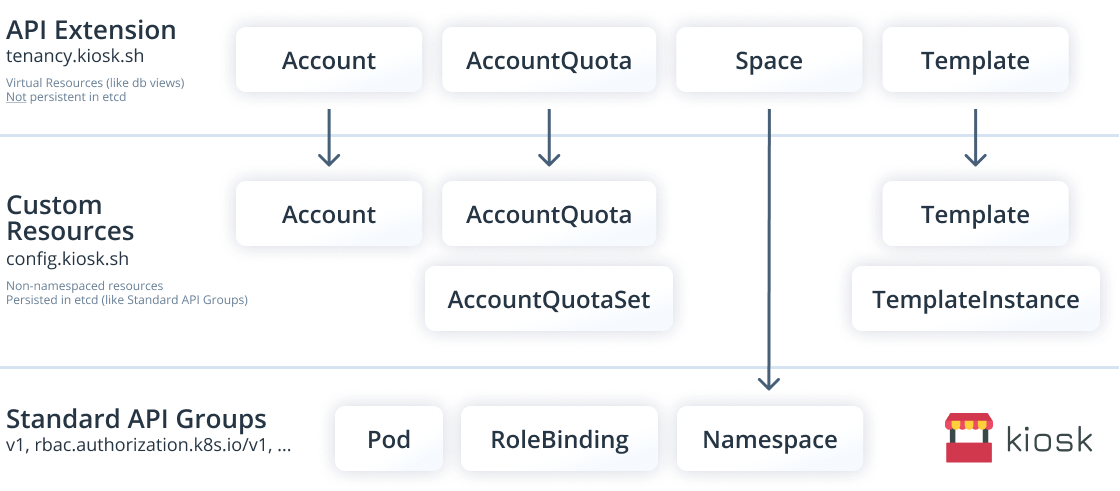 API Extension
tenancy.kiosk.sh
Virtual Resources (like db views)
Not persistent in etcd
Account
AccountQuota
Space
Template
Custom
Resources
config.kiosk.sh
Non-namespaced resources
Persisted in etcd (like Standard API Groups)
Account
AccountQuota
Template
AccountQuotaSet
TemplateInstance
Standard API Groups
v1, rbac.authorization.k8s.io/v1, ...
Pod
RoleBinding
Namespace
kiosk